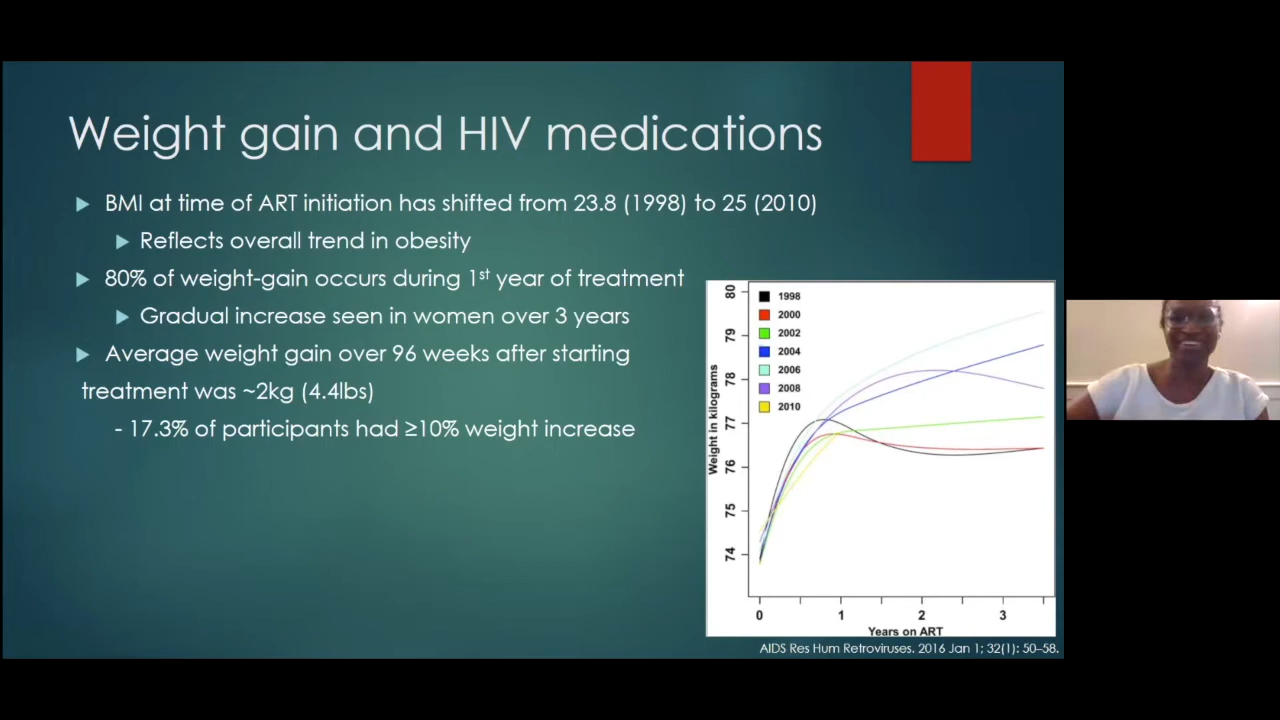 Weight gain and HIV medications
BMI at time of ART initiation has shifted from 23.8 (1998) to 25 (2010)
Reflects overall trend in obesity
80% of weight-gain occurs during 1st year of treatment
Gradual increase seen in women over 3 years
Average weight gain over 96 weeks after starting
treatment was ~2kg (4.4lbs)
- 17.3% of participants had ≥10% weight increase
1998
2000
2002
2004
2006
2008
2010
Weight in kilograms
80
79
78
77
76
75
74
0 1 2 3
Years on ART
AIDS Res Hum Retroviruses. 2016 Jan 1; 32(1): 50–58.